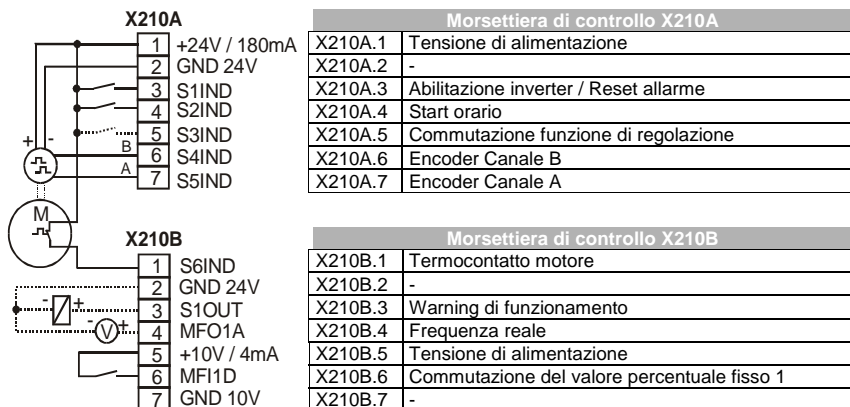 X210A
1 +24V / 180mA
2 GND 24V
3 S1IND
4 S2IND
5 S3IND
B 6 S4IND
A 7 S5IND
+ -
M
Morsettiera di controllo X210A
X210A.1 Tensione di alimentazione
X210A.2 -
X210A.3 Abilitazione inverter / Reset allarme
X210A.4 Start orario
X210A.5 Commutazione funzione di regolazione
X210A.6 Encoder Canale B
X210A.7 Encoder Canale A
X210B
1 S6IND
2 GND 24V
- + 3 S1OUT
- V + 4 MFO1A
5 +10V / 4mA
6 MFI1D
7 GND 10V
Morsettiera di controllo X210B
X210B.1 Termocontatto motore
X210B.2 -
X210B.3 Warning di funzionamento
X210B.4 Frequenza reale
X210B.5 Tensione di alimentazione
X210B.6 Commutazione del valore percentuale fisso 1
X210B.7 -